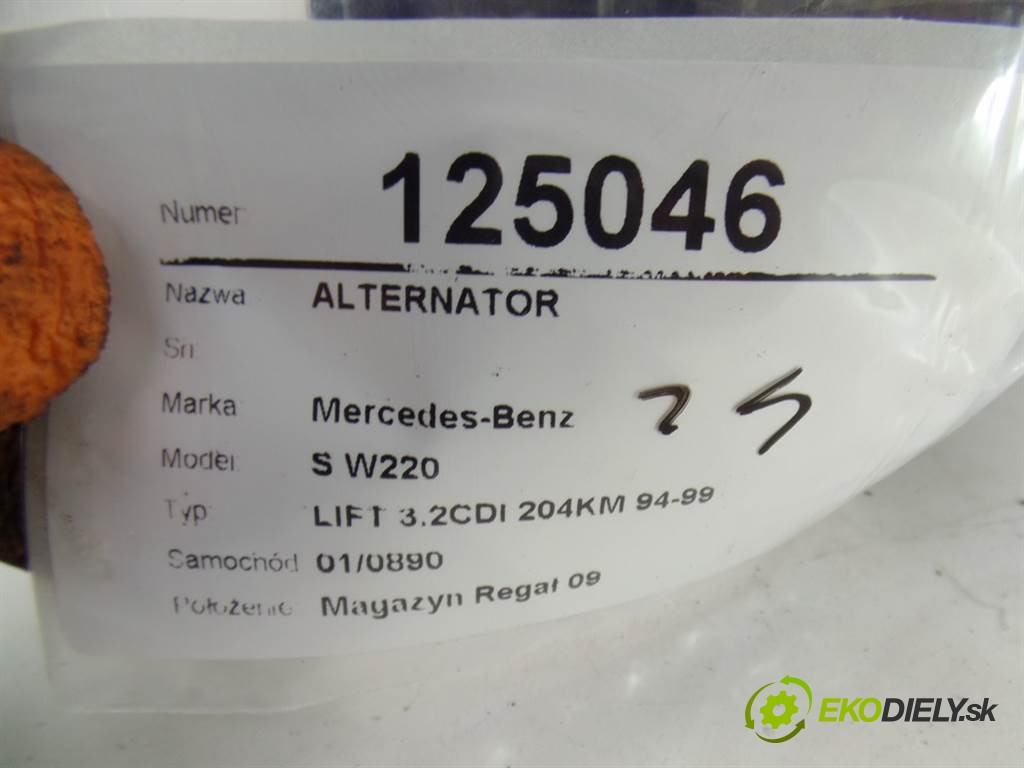 Numer 125046
Nazwa ALTERNATOR
Sn
Marka Mercedes-Benz
Model S W220
Typ LIFT 3.2CDI 204KM 94-99
Samochód 01/0890
Położenie Magazyn Regał 09
EKODIELY.sk